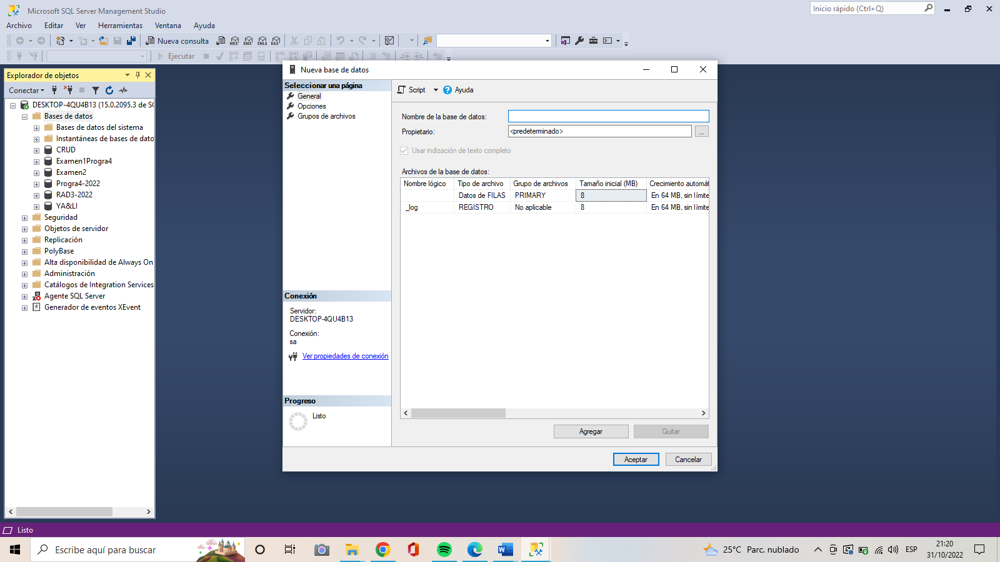 Microsoft SQL Server Management Studio
Inicio rápido (Ctrl+Q)
Archivo Editar Ver Herramientas Ventana Ayuda
Nueva consulta
MDX DMX XMLA DAX
Ejecutar
Explorador de objetos
Conectar
DESKTOP-4QU4B13 (15.0.2095.3 de S
Bases de datos
Bases de datos del sistema
Instantáneas de bases de dato
CRUD
Examen1Progra4
Examen2
Progra4-2022
RAD3-2022
YA&LI
Seguridad
Objetos de servidor
Replicación
PolyBase
Alta disponibilidad de Always On
Administración
Catálogos de Integration Services
Agente SQL Server
Generador de eventos XEvent
Nueva base de datos
Seleccionar una página
General
Opciones
Grupos de archivos
Script Ayuda
Nombre de la base de datos:
Propietario: <predeterminado> ...
Usar indización de texto completo
Archivos de la base de datos:
Nombre lógico Tipo de archivo Grupo de archivos Tamaño inicial (MB) Crecimiento automát
Datos de FILAS PRIMARY 8 En 64 MB, sin límite
_log REGISTRO No aplicable 8 En 64 MB, sin límite
Conexión
Servidor:
DESKTOP-4QU4B13
Conexión:
sa
Ver propiedades de conexión
Progreso
Listo
Agregar Quitar
Aceptar Cancelar
Listo
Escribe aquí para buscar
25°C Parc. nublado
ESP
21:20
31/10/2022